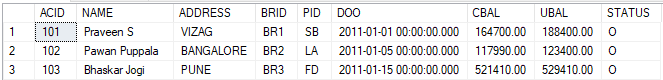 ACID NAME ADDRESS BRID PID DOO CBAL UBAL STATUS
1 101 Praveen S VIZAG BR1 SB 2011-01-01 00:00:00.000 164700.00 188400.00 O
2 102 Pawan Puppala BANGALORE BR2 LA 2011-01-05 00:00:00.000 117990.00 123400.00 O
3 103 Bhaskar Jogi PUNE BR3 FD 2011-01-15 00:00:00.000 521410.00 529410.00 O